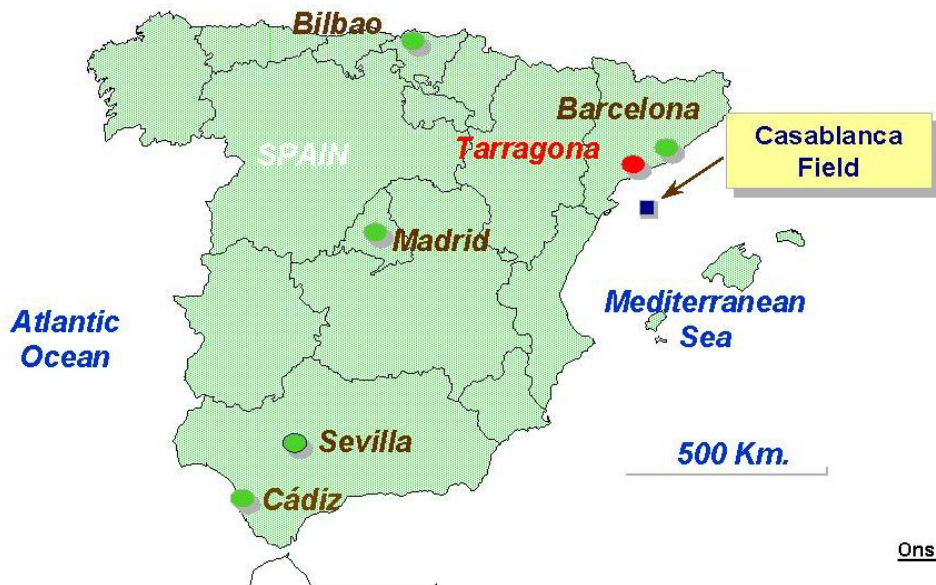 Bilbao
Barcelona
Casablanca
Field
SPAIN
Tarragona
Madrid
Atlantic
Ocean
Mediterranean
Sea
Sevilla
500 Km.
Cádiz
Ons